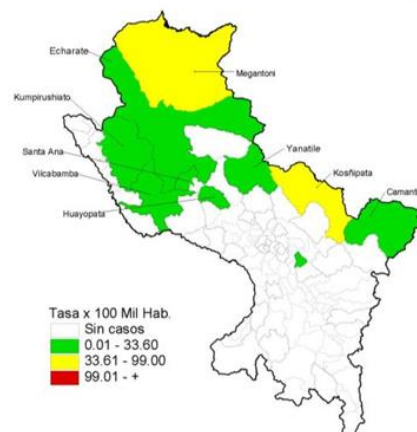 Echarate
Megantoni
Kumpirushiato
Santa Ana
Yanatile
Vilcabamba
Kosñipata
Camanti
Huayopata
Tasa x 100 Mil Hab.
Sin casos
0.01 - 33.60
33.61 - 99.00
99.01 - +